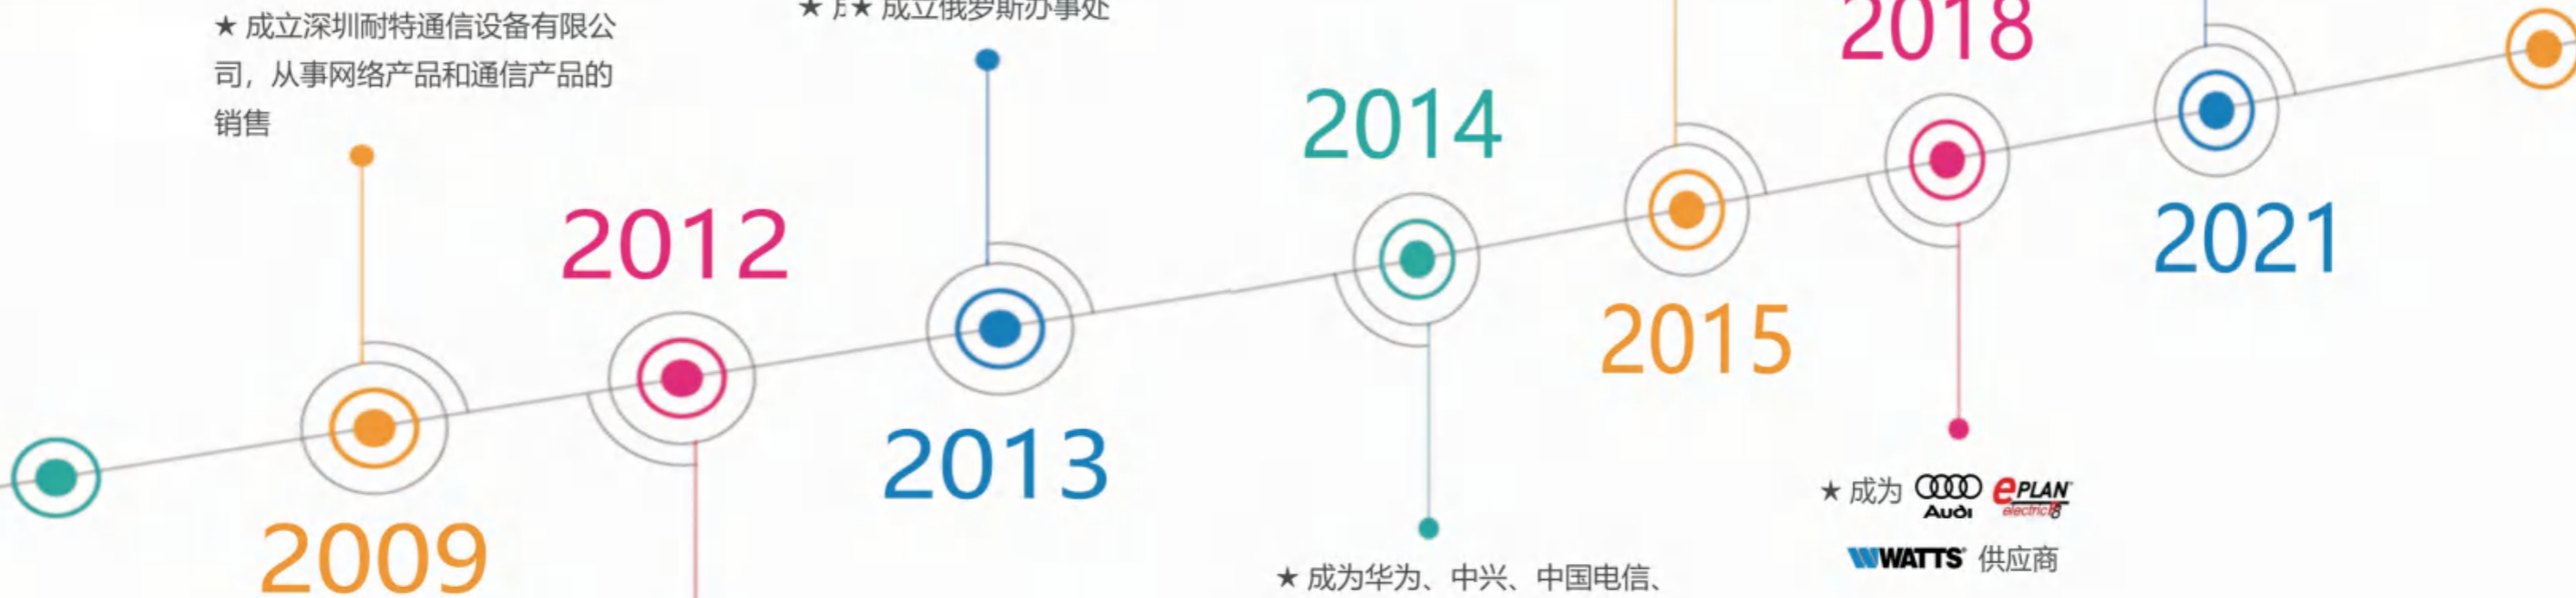 ★ 成立深圳耐特通信设备有限公
司，从事网络产品和通信产品的
销售
★ 成立俄罗斯办事处
2018
2014
2012
2021
2015
2013
2009
★ 成为 Audi ePLAN electric P8
WATTS 供应商
★ 成为华为、中兴、中国电信、